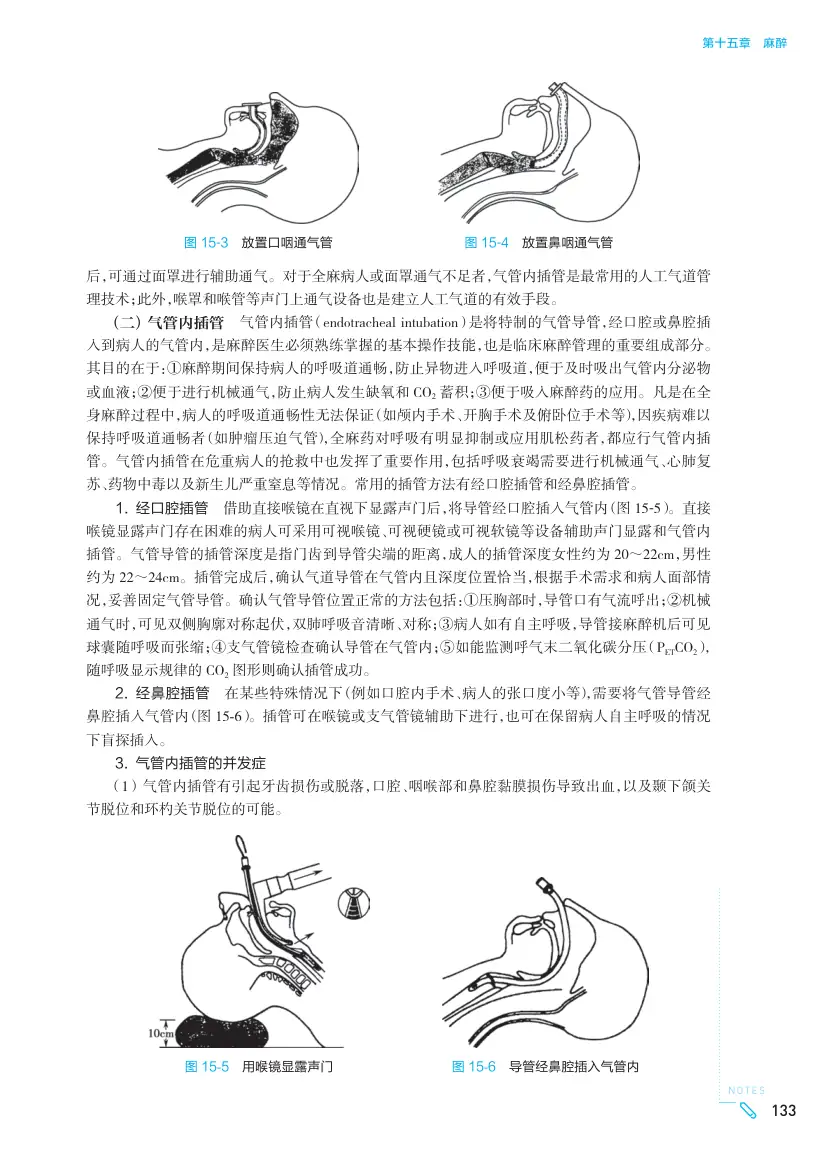 第十五章　麻醉
图 15-3　放置口咽通气管
图 15-4　放置鼻咽通气管
后,可通过面罩进行辅助通气。对于全麻病人或面罩通气不足者,气管内插管是最常用的人工气道管
理技术;此外,喉罩和喉管等声门上通气设备也是建立人工气道的有效手段。
(二) 气管内插管　气管内插管(endotracheal intubation)是将特制的气管导管,经口腔或鼻腔插
入到病人的气管内,是麻醉医生必须熟练掌握的基本操作技能,也是临床麻醉管理的重要组成部分。
其目的在于:①麻醉期间保持病人的呼吸道通畅,防止异物进入呼吸道,便于及时吸出气管内分泌物
或血液;②便于进行机械通气,防止病人发生缺氧和 CO₂ 蓄积;③便于吸入麻醉药的应用。凡是在全
身麻醉过程中,病人的呼吸道通畅性无法保证(如颅内手术、开胸手术及俯卧位手术等),因疾病难以
保持呼吸道通畅者(如肿瘤压迫气管),全麻药对呼吸有明显抑制或应用肌松药者,都应行气管内插
管。气管内插管在危重病人的抢救中也发挥了重要作用,包括呼吸衰竭需要进行机械通气、心肺复
苏、药物中毒以及新生儿严重窒息等情况。常用的插管方法有经口腔插管和经鼻腔插管。
1. 经口腔插管　借助直接喉镜在直视下显露声门后,将导管经口腔插入气管内(图 15-5)。直接
喉镜显露声门存在困难的病人可采用可视喉镜、可视硬镜或可视软镜等设备辅助声门显露和气管内
插管。气管导管的插管深度是指门齿到导管尖端的距离,成人的插管深度女性约为 20～22cm,男性
约为 22～24cm。插管完成后,确认气道导管在气管内且深度位置恰当,根据手术需求和病人面部情
况,妥善固定气管导管。确认气管导管位置正常的方法包括:①压胸部时,导管口有气流呼出;②机械
通气时,可见双侧胸廓对称起伏,双肺呼吸音清晰、对称;③病人如有自主呼吸,导管接麻醉机后可见
球囊随呼吸而张缩;④支气管镜检查确认导管在气管内;⑤如能监测呼气末二氧化碳分压(PETCO₂),
随呼吸显示规律的 CO₂ 图形则确认插管成功。
2. 经鼻腔插管　在某些特殊情况下(例如口腔内手术、病人的张口度小等),需要将气管导管经
鼻腔插入气管内(图 15-6)。插管可在喉镜或支气管镜辅助下进行,也可在保留病人自主呼吸的情况
下盲探插入。
3. 气管内插管的并发症
(1) 气管内插管有引起牙齿损伤或脱落,口腔、咽喉部和鼻腔黏膜损伤导致出血,以及颞下颌关
节脱位和环杓关节脱位的可能。
10cm
图 15-5　用喉镜显露声门
图 15-6　导管经鼻腔插入气管内
NOTES
133